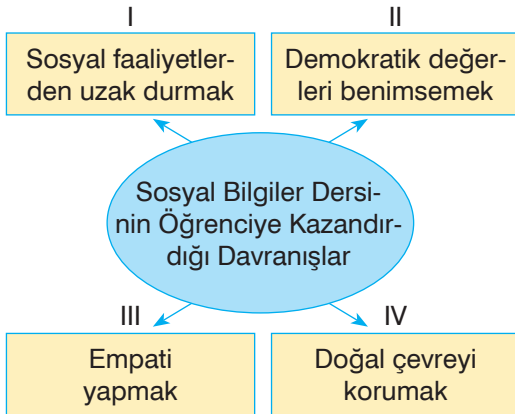 I
Sosyal faaliyetler-
den uzak durmak
II
Demokratik değer-
leri benimsemek
Sosyal Bilgiler Dersi-
nin Öğrenciye Kazandır-
dığı Davranışlar
III
Empati
yapmak
IV
Doğal çevreyi
korumak